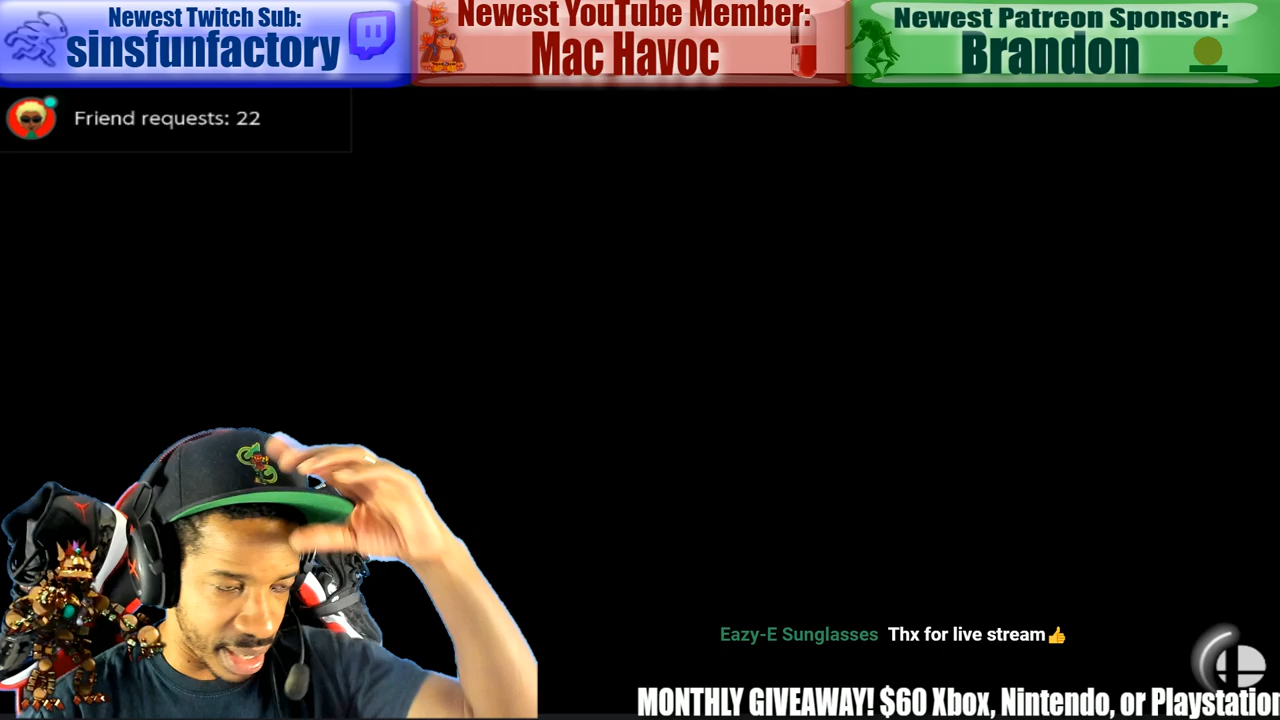 Newest Twitch Sub:
sinsfunfactory
Newest YouTube Member:
Mac Havoc
Newest Patreon Sponsor:
Brandon
Friend requests: 22
Eazy-E Sunglasses Thx for live stream👍
MONTHLY GIVEAWAY! $60 Xbox, Nintendo, or Playstation